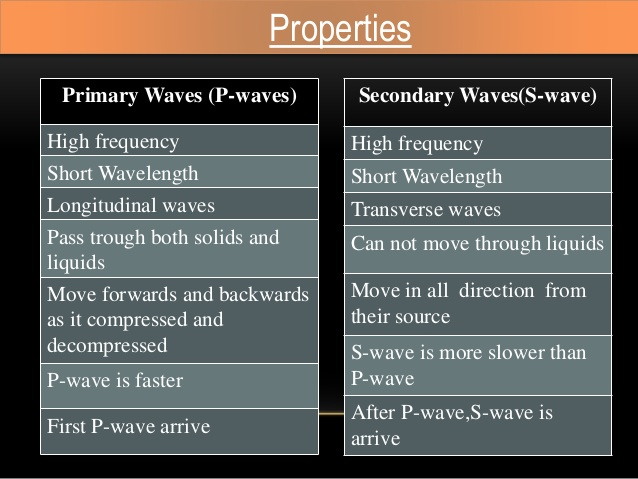 Properties
Primary Waves (P-waves)
High frequency
Short Wavelength
Longitudinal waves
Pass trough both solids and
liquids
Move forwards and backwards
as it compressed and
decompressed
P-wave is faster
First P-wave arrive
Secondary Waves(S-wave)
High frequency
Short Wavelength
Transverse waves
Can not move through liquids
Move in all direction from
their source
S-wave is more slower than
P-wave
After P-wave,S-wave is
arrive